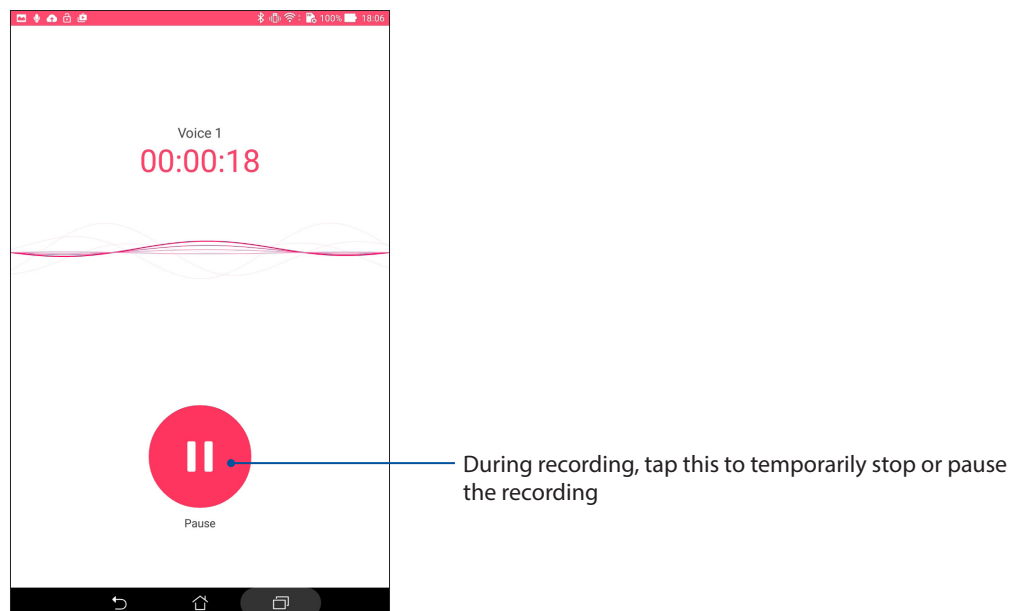 100% 18:06
Voice 1
00:00:18
During recording, tap this to temporarily stop or pause
the recording
Pause